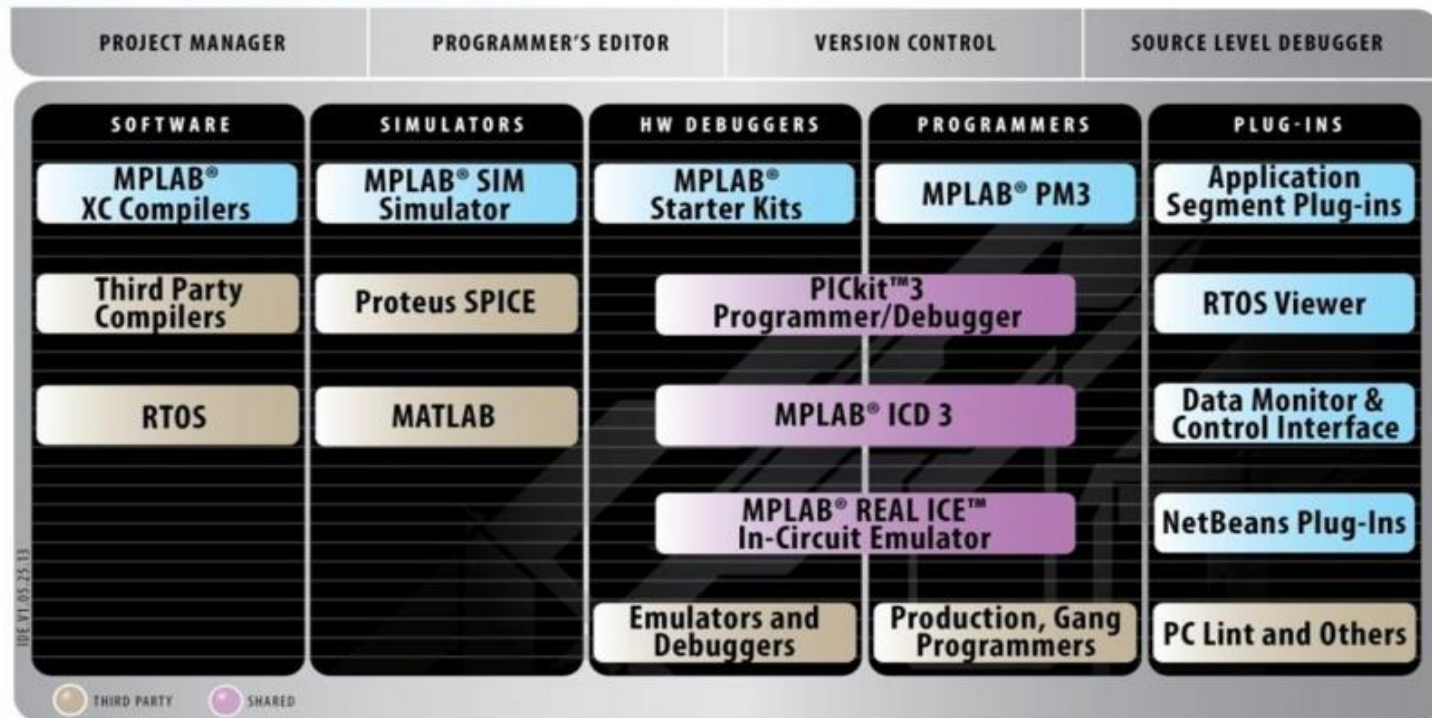 PROJECT MANAGER
PROGRAMMER'S EDITOR
VERSION CONTROL
SOURCE LEVEL DEBUGGER
SOFTWARE
SIMULATORS
HW DEBUGGERS
PROGRAMMERS
PLUG-INS
MPLAB®
XC Compilers
MPLAB® SIM
Simulator
MPLAB®
Starter Kits
MPLAB® PM3
Application
Segment Plug-ins
Third Party
Compilers
Proteus SPICE
PICkit™3
Programmer/Debugger
RTOS Viewer
RTOS
MATLAB
MPLAB® ICD 3
Data Monitor &
Control Interface
MPLAB® REAL ICE™
In-Circuit Emulator
NetBeans Plug-Ins
Emulators and
Debuggers
Production, Gang
Programmers
PC Lint and Others
IDE.V1.05.25.13
THIRD PARTY
SHARED